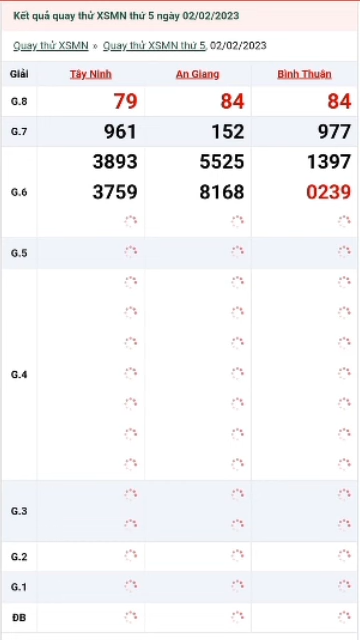 Kết quả quay thử XSMN thứ 5 ngày 02/02/2023
Quay thử XSMN » Quay thử XSMN thứ 5, 02/02/2023
Giải Tây Ninh An Giang Bình Thuận
G.8 79 84 84
G.7 961 152 977
3893 5525 1397
G.6 3759 8168 0239
G.5
G.4
G.3
G.2
G.1
ĐB